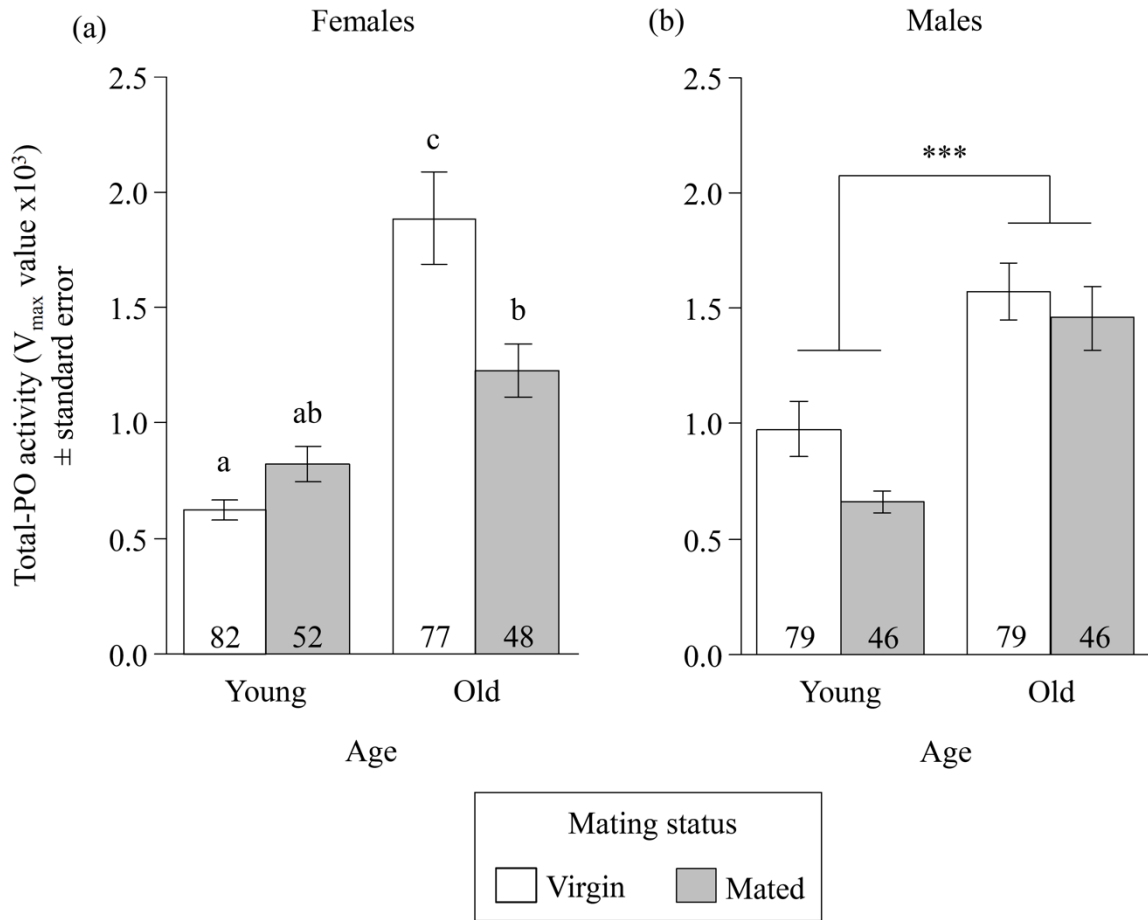 (a)
Females
2.5
2.0
1.5
1.0
0.5
0.0
Total-PO activity (Vmax value x10³)
± standard error
a
ab
c
b
82
52
77
48
Young
Old
Age
(b)
Males
2.5
2.0
1.5
1.0
0.5
0.0
***
79
46
79
46
Young
Old
Age
Mating status
Virgin
Mated